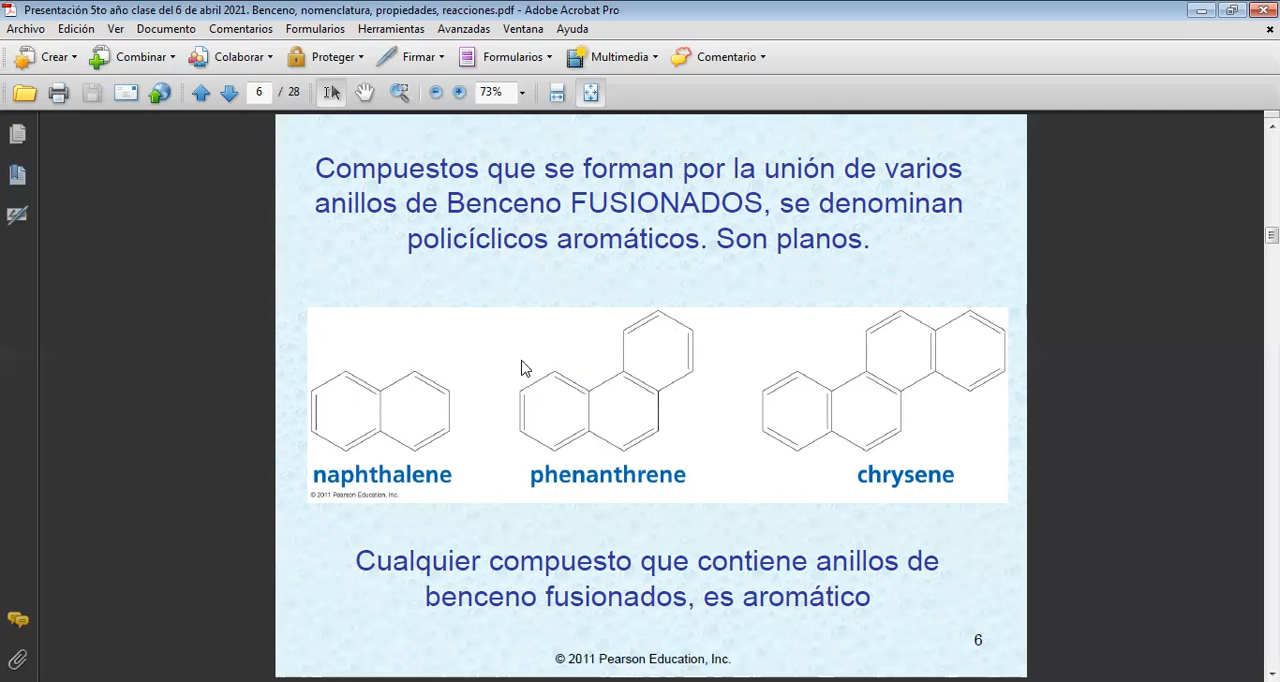 Presentación 5to año clase del 6 de abril 2021. Benceno, nomenclatura, propiedades, reacciones.pdf - Adobe Acrobat Pro
Archivo Edición Ver Documento Comentarios Formularios Herramientas Avanzadas Ventana Ayuda
Crear Combinar Colaborar Proteger Firmar Formularios Multimedia Comentario
6 / 28 73%
Compuestos que se forman por la unión de varios
anillos de Benceno FUSIONADOS, se denominan
policíclicos aromáticos. Son planos.
naphthalene phenanthrene chrysene
© 2011 Pearson Education, Inc.
Cualquier compuesto que contiene anillos de
benceno fusionados, es aromático
6
© 2011 Pearson Education, Inc.